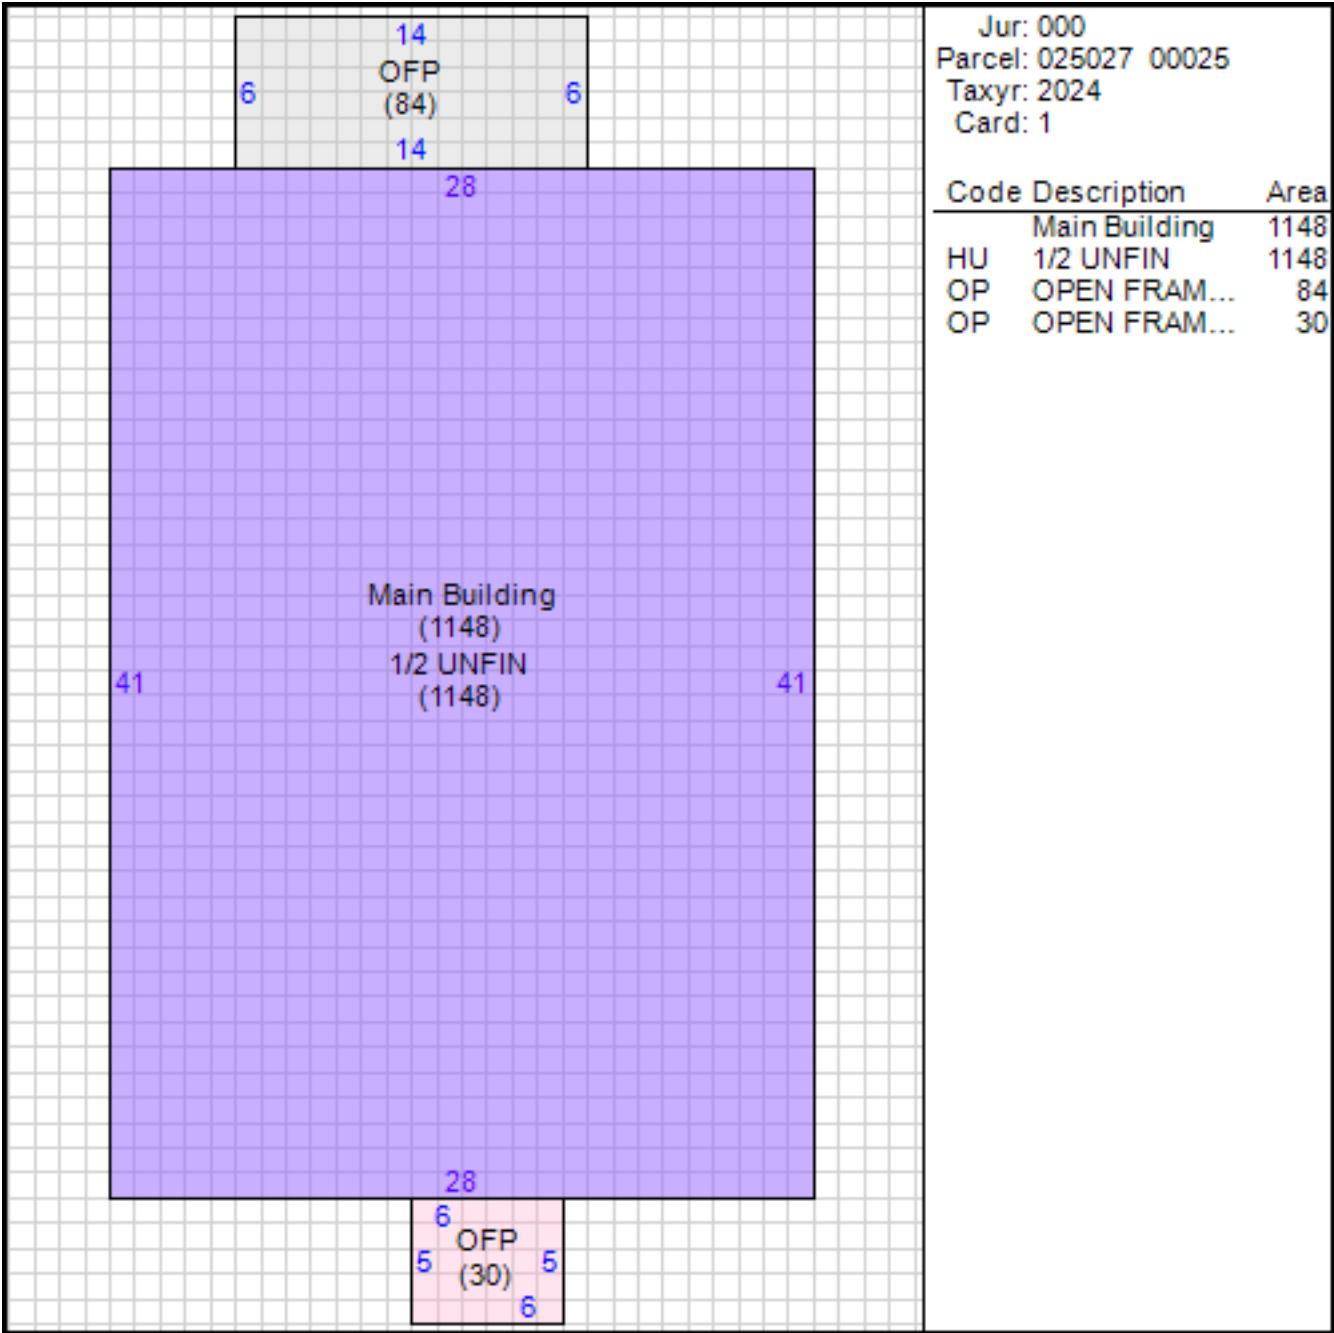 14
OFP
6
6
(84)
14
28
Main Building
(1148)
1/2 UNFIN
41
41
(1148)
28
6
OFP
5
5
(30)
6
Jur: 000
Parcel: 025027 00025
Taxyr: 2024
Card: 1
Code Description Area
Main Building 1148
HU 1/2 UNFIN 1148
OP OPEN FRAM... 84
OP OPEN FRAM... 30